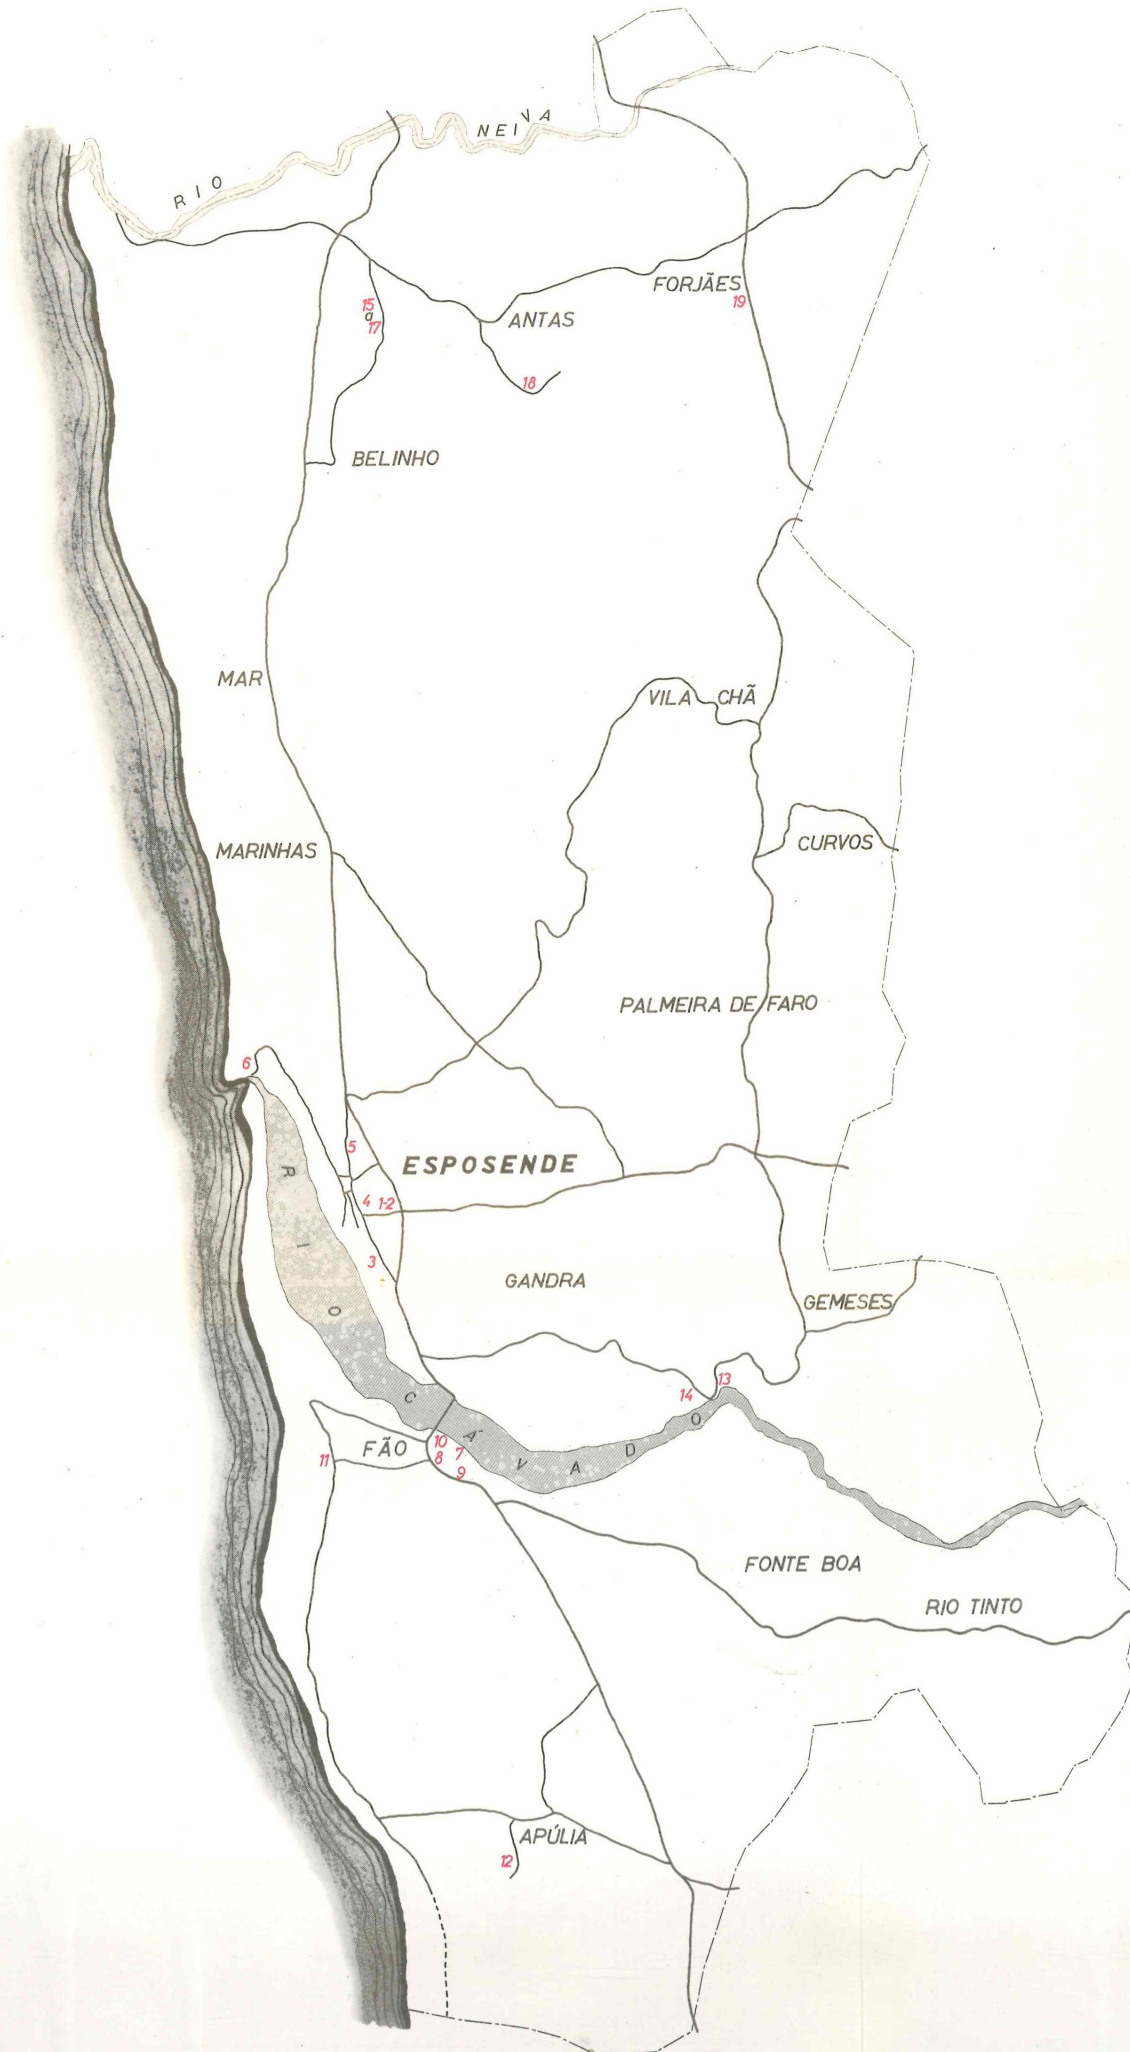 RIO NEIVA
FORJÃES
19
15
a
17
ANTAS
18
BELINHO
MAR
VILA CHÃ
MARINHAS
CURVOS
PALMEIRA DE FARO
6
5
ESPOSENDE
4 1-2
3
GANDRA
GEMESES
RIO CÁVADO
13
14
FÃO
10
7
8
9
11
FONTE BOA
RIO TINTO
APÚLIA
12